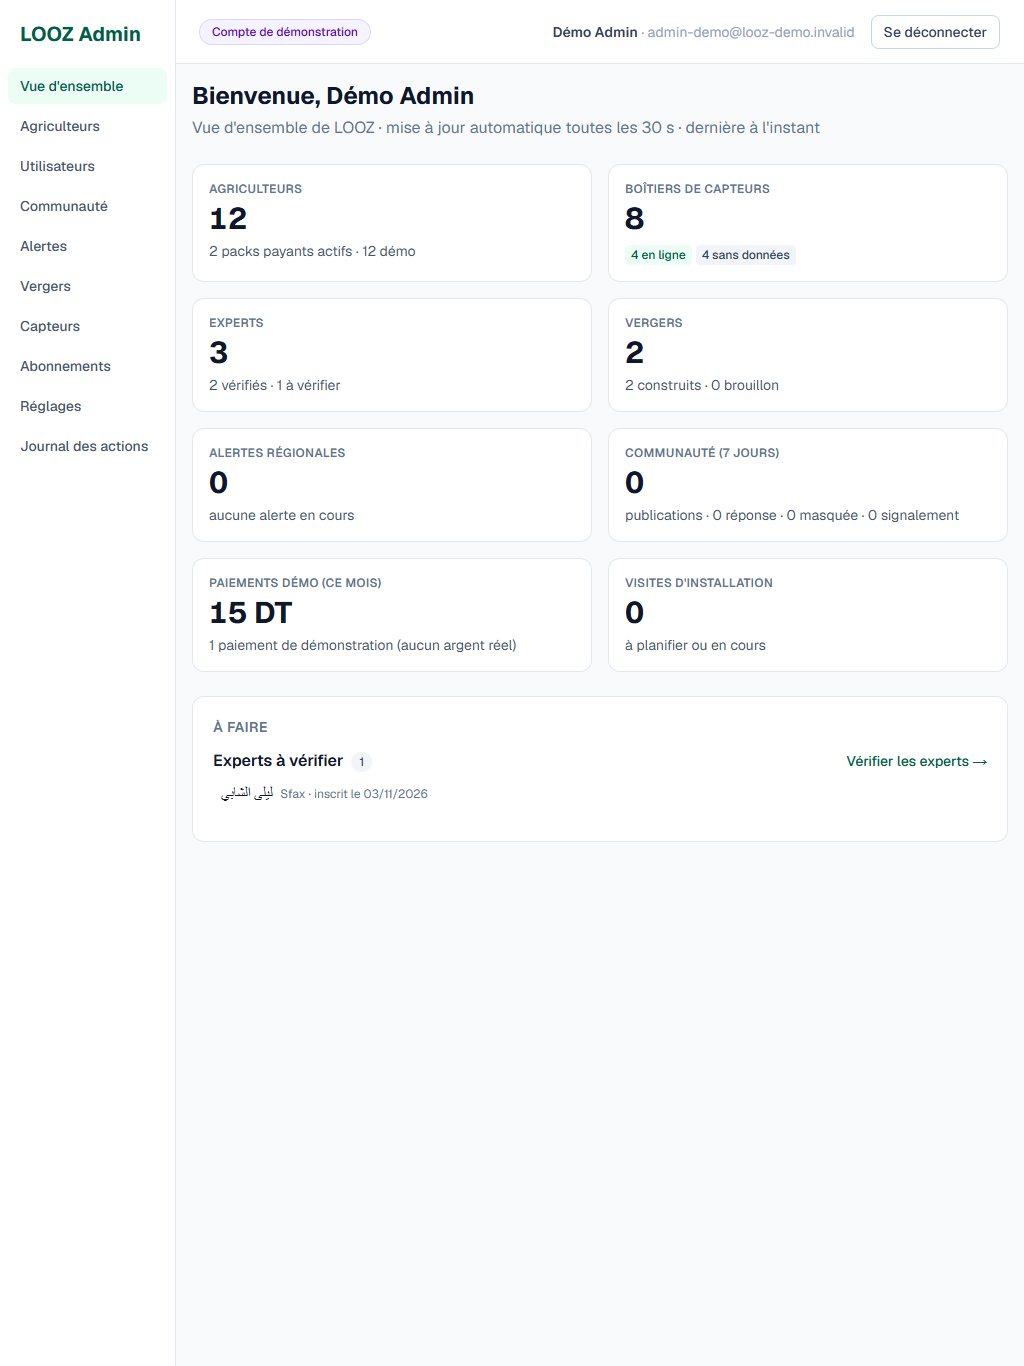 LOOZ Admin
Compte de démonstration
Démo Admin · admin-demo@looz-demo.invalid
Se déconnecter
Vue d'ensemble
Agriculteurs
Utilisateurs
Communauté
Alertes
Vergers
Capteurs
Abonnements
Réglages
Journal des actions
Bienvenue, Démo Admin
Vue d'ensemble de LOOZ · mise à jour automatique toutes les 30 s · dernière à l'instant
AGRICULTEURS
12
2 packs payants actifs · 12 démo
BOÎTIERS DE CAPTEURS
8
4 en ligne 4 sans données
EXPERTS
3
2 vérifiés · 1 à vérifier
VERGERS
2
2 construits · 0 brouillon
ALERTES RÉGIONALES
0
aucune alerte en cours
COMMUNAUTÉ (7 JOURS)
0
publications · 0 réponse · 0 masquée · 0 signalement
PAIEMENTS DÉMO (CE MOIS)
15 DT
1 paiement de démonstration (aucun argent réel)
VISITES D'INSTALLATION
0
à planifier ou en cours
À FAIRE
Experts à vérifier 1
Vérifier les experts →
ليلى الشابي Sfax · inscrit le 03/11/2026